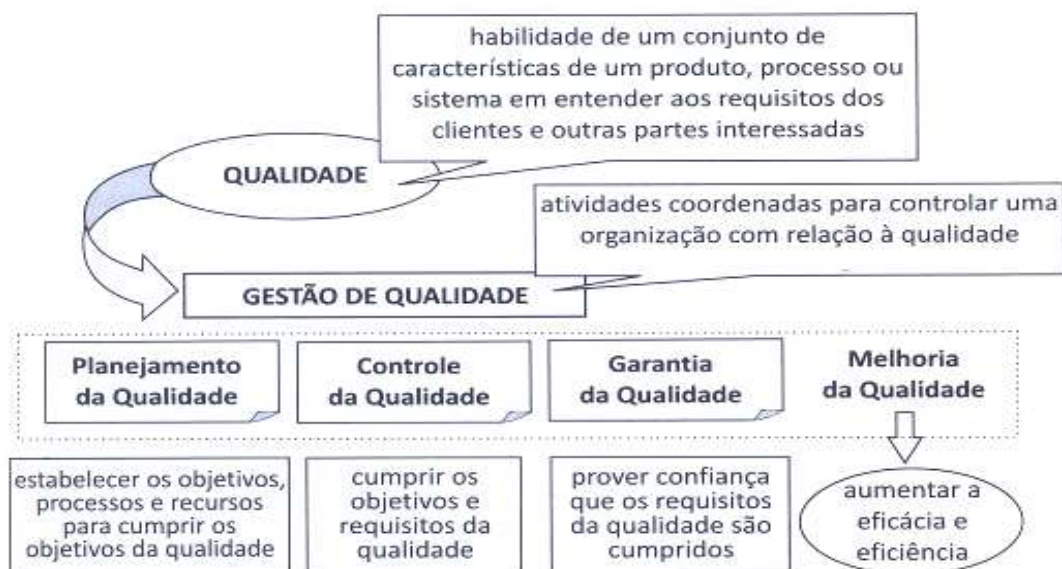 habilidade de um conjunto de
características de um produto, processo ou
sistema em entender aos requisitos dos
clientes e outras partes interessadas
QUALIDADE
atividades coordenadas para controlar uma
organização com relação à qualidade
GESTÃO DE QUALIDADE
Planejamento
da Qualidade
Controle
da Qualidade
Garantia
da Qualidade
Melhoria
da Qualidade
estabelecer os objetivos,
processos e recursos
para cumprir os
objetivos da qualidade
cumprir os
objetivos e
requisitos da
qualidade
prover confiança
que os requisitos
da qualidade são
cumpridos
aumentar a
eficácia e
eficiência